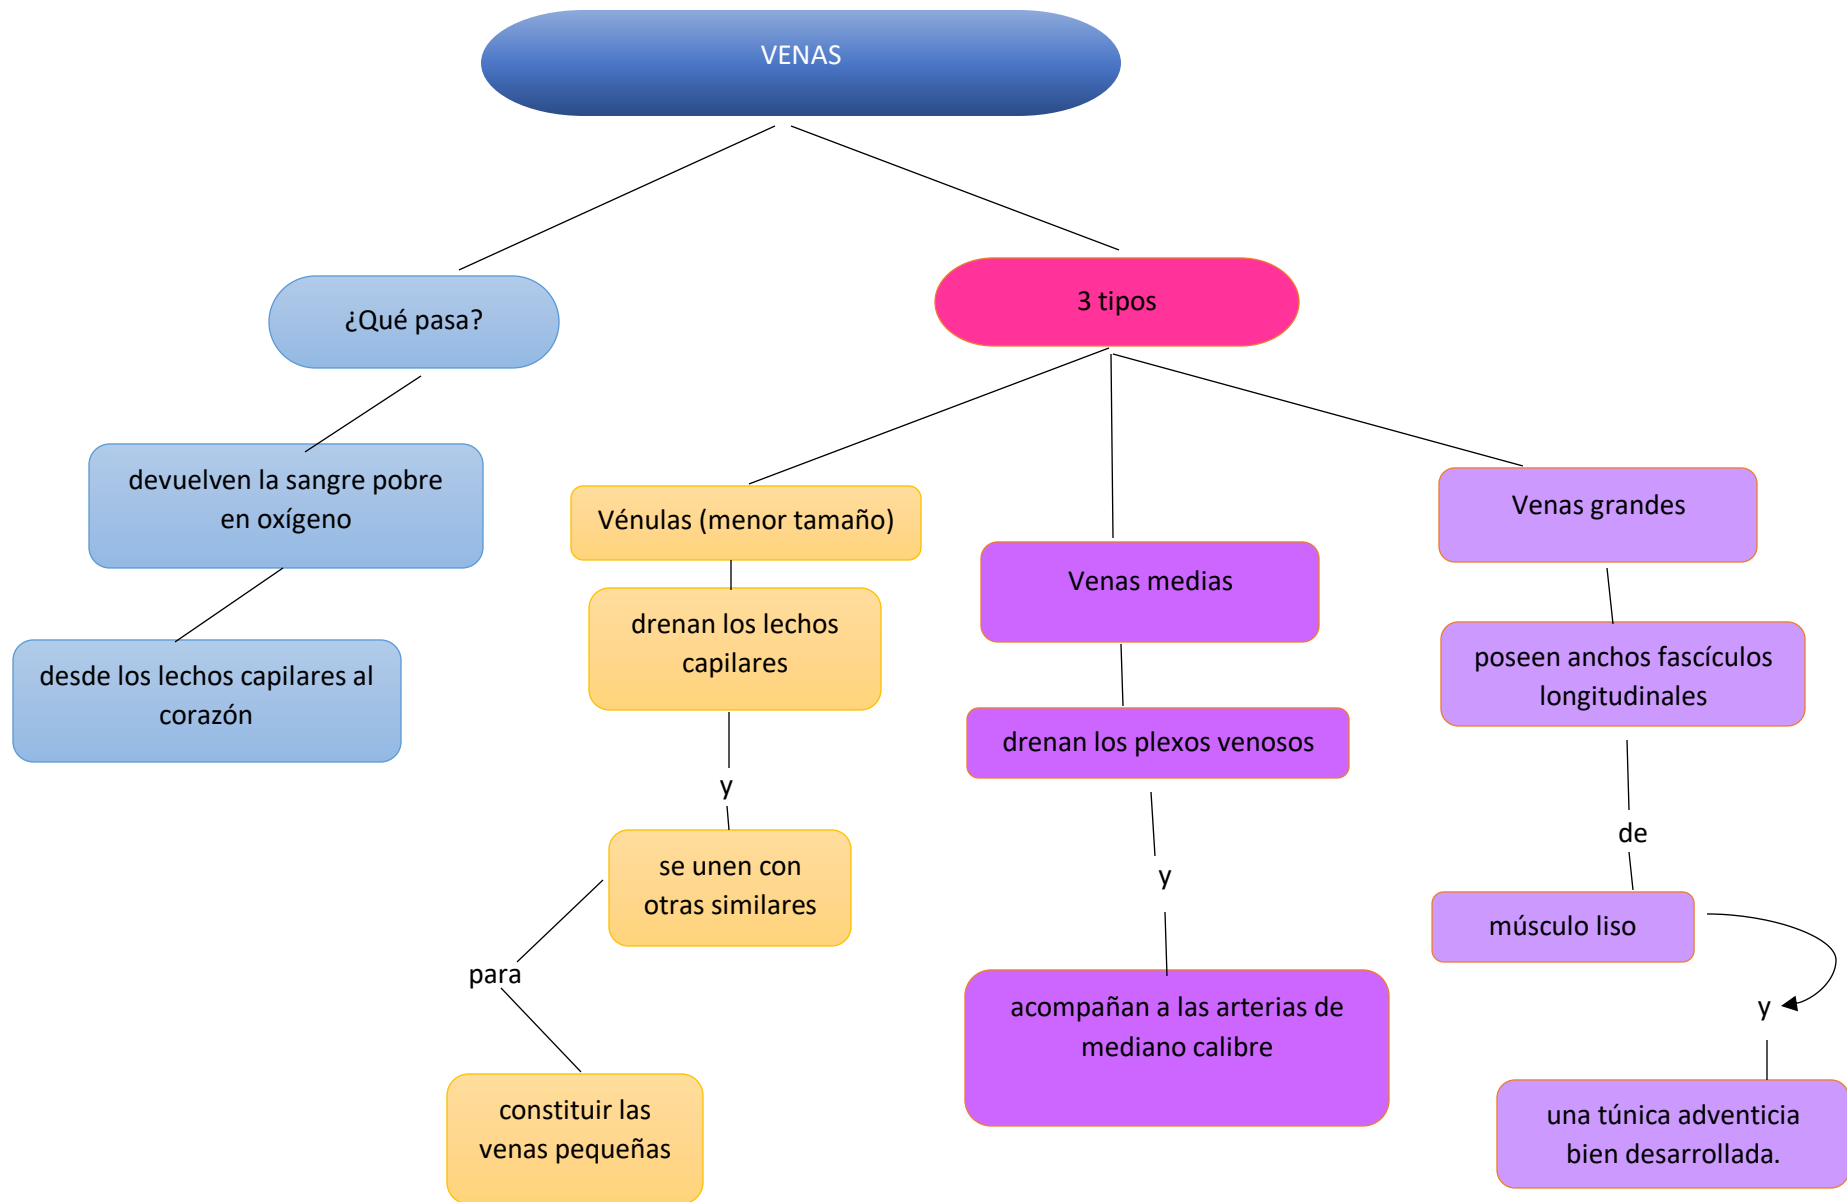 VENAS
¿Qué pasa?
3 tipos
devuelven la sangre pobre
en oxígeno
desde los lechos capilares al
corazón
Vénulas (menor tamaño)
drenan los lechos
capilares
y
se unen con
otras similares
para
constituir las
venas pequeñas
Venas medias
drenan los plexos venosos
y
acompañan a las arterias de
mediano calibre
Venas grandes
poseen anchos fascículos
longitudinales
de
músculo liso
y
una túnica adventicia
bien desarrollada.